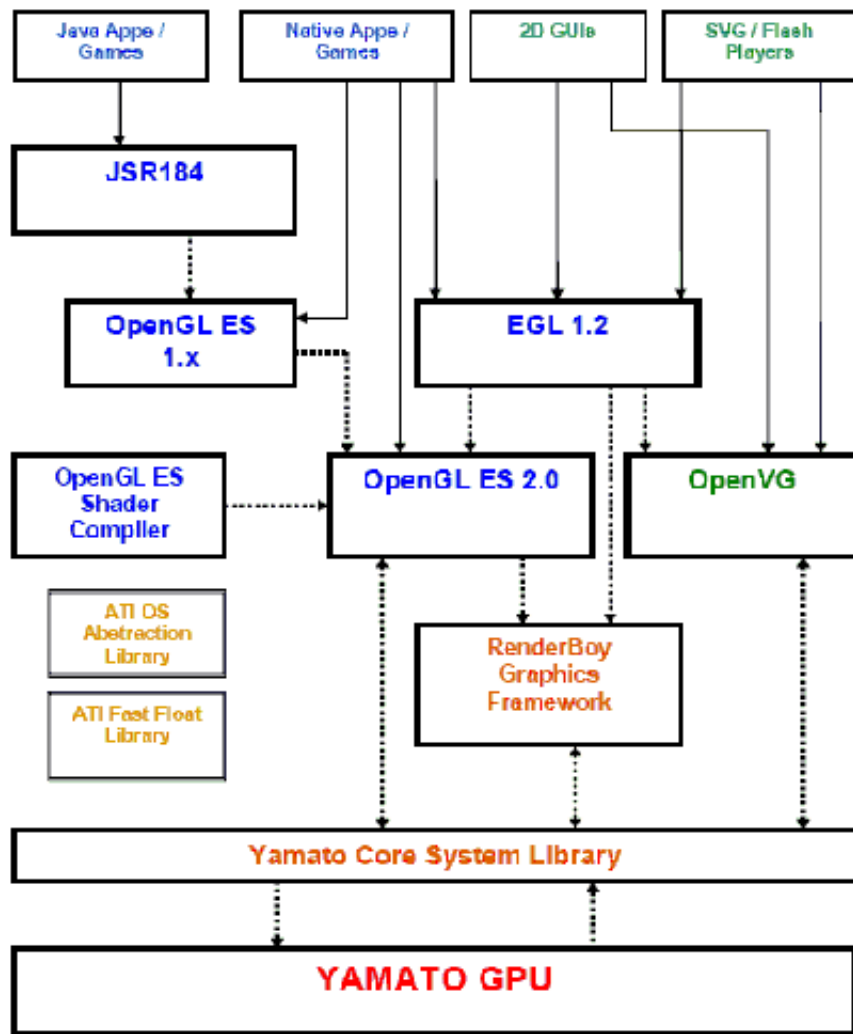 Java Apps /
Games
Native Apps /
Games
2D GUIs
SVG / Flash
Players
JSR184
OpenGL ES
1.x
EGL 1.2
OpenGL ES
Shader
Compiler
OpenGL ES 2.0
OpenVG
ATI OS
Abstraction
Library
RenderBoy
Graphics
Framework
ATI Fast Float
Library
Yamato Core System Library
YAMATO GPU